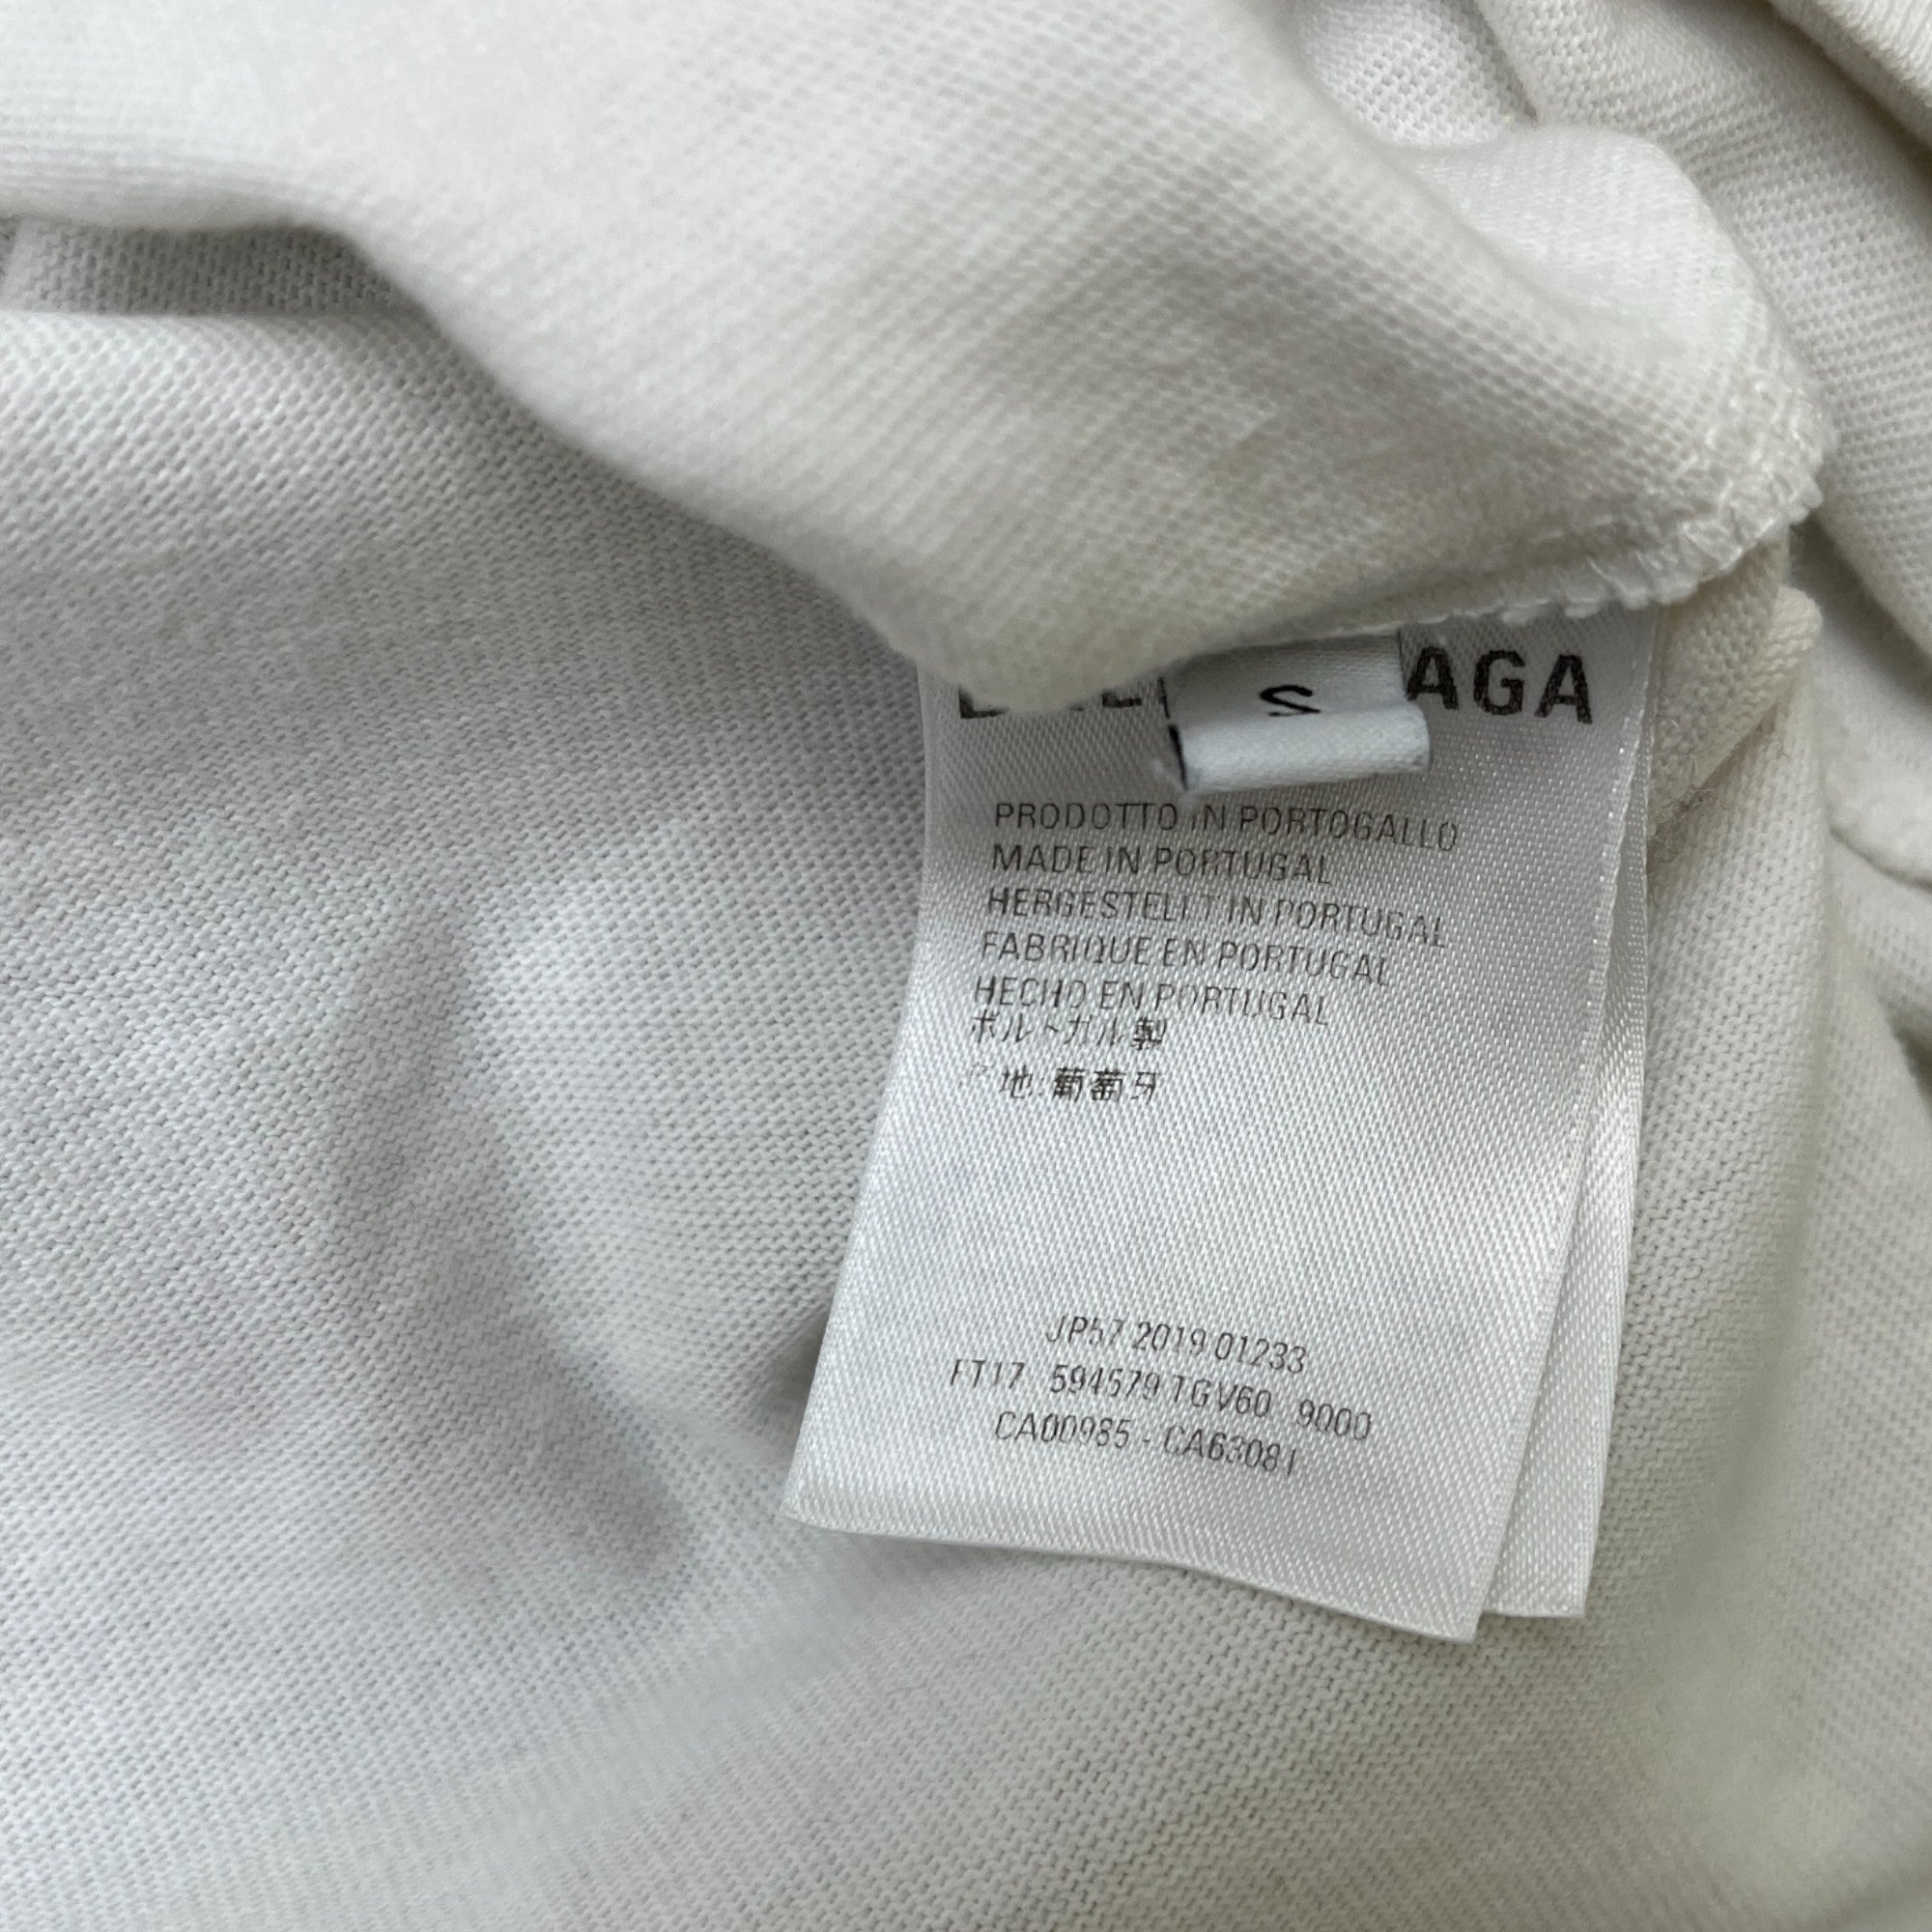 AGA
S
PRODOTTO IN PORTOGALLO
MADE IN PORTUGAL
HERGESTELLT IN PORTUGAL
FABRIQUE EN PORTUGAL
HECHO EN PORTUGAL
ポルトガル製
地:葡萄牙
JP57 2019 01233
FT17 594579 TGV60 9000
CA00985 - CA63081